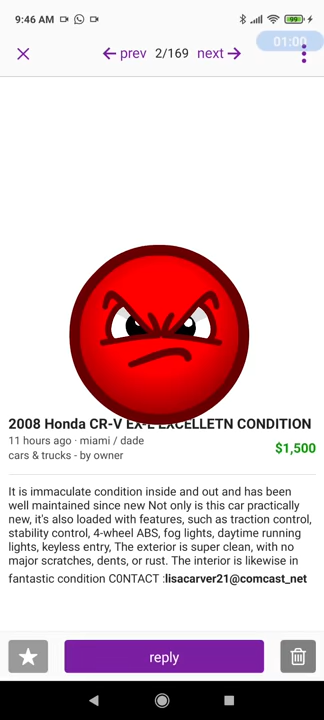 9:46 AM
99
01:00
prev 2/169 next
2008 Honda CR-V EX-L EXCELLETN CONDITION
11 hours ago · miami / dade
cars & trucks - by owner
$1,500
It is immaculate condition inside and out and has been
well maintained since new Not only is this car practically
new, it's also loaded with features, such as traction control,
stability control, 4-wheel ABS, fog lights, daytime running
lights, keyless entry, The exterior is super clean, with no
major scratches, dents, or rust. The interior is likewise in
fantastic condition C0NTACT :lisacarver21@comcast_net
reply